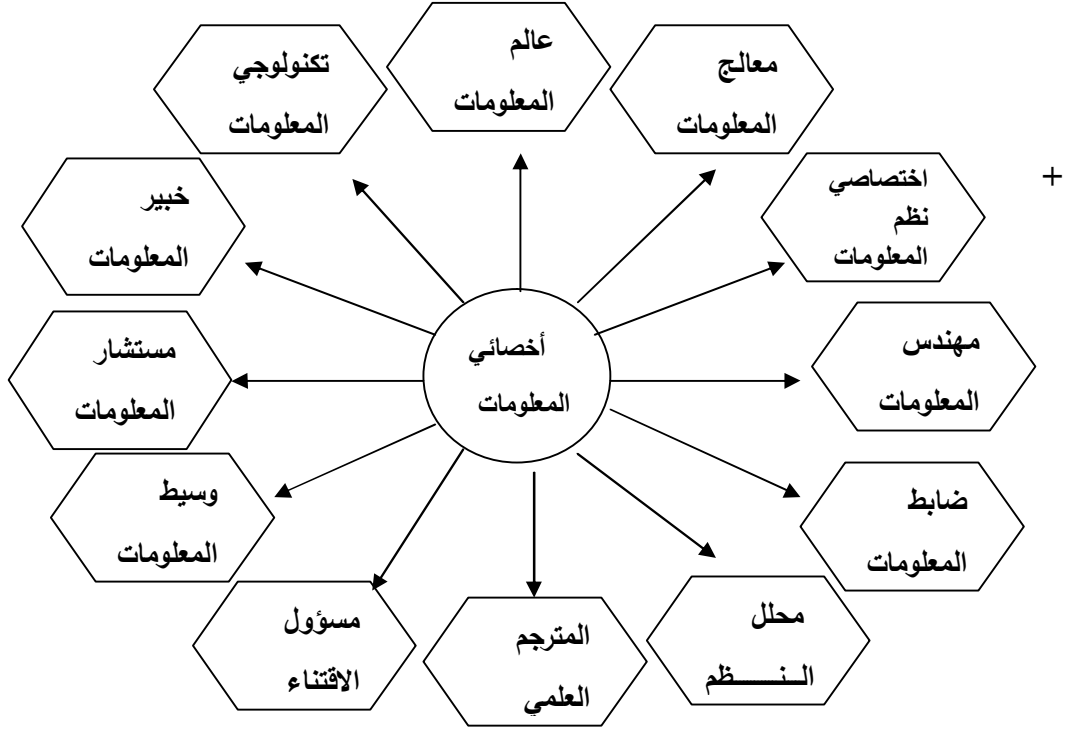 عالم
المعلومات
معالج
المعلومات
تكنولوجي
المعلومات
اختصاصي
نظم
المعلومات
+
خبير
المعلومات
مهندس
المعلومات
أخصائي
المعلومات
مستشار
المعلومات
ضابط
المعلومات
وسيط
المعلومات
محلل
الــنـــــــظم
المترجم
العلمي
مسؤول
الاقتناء